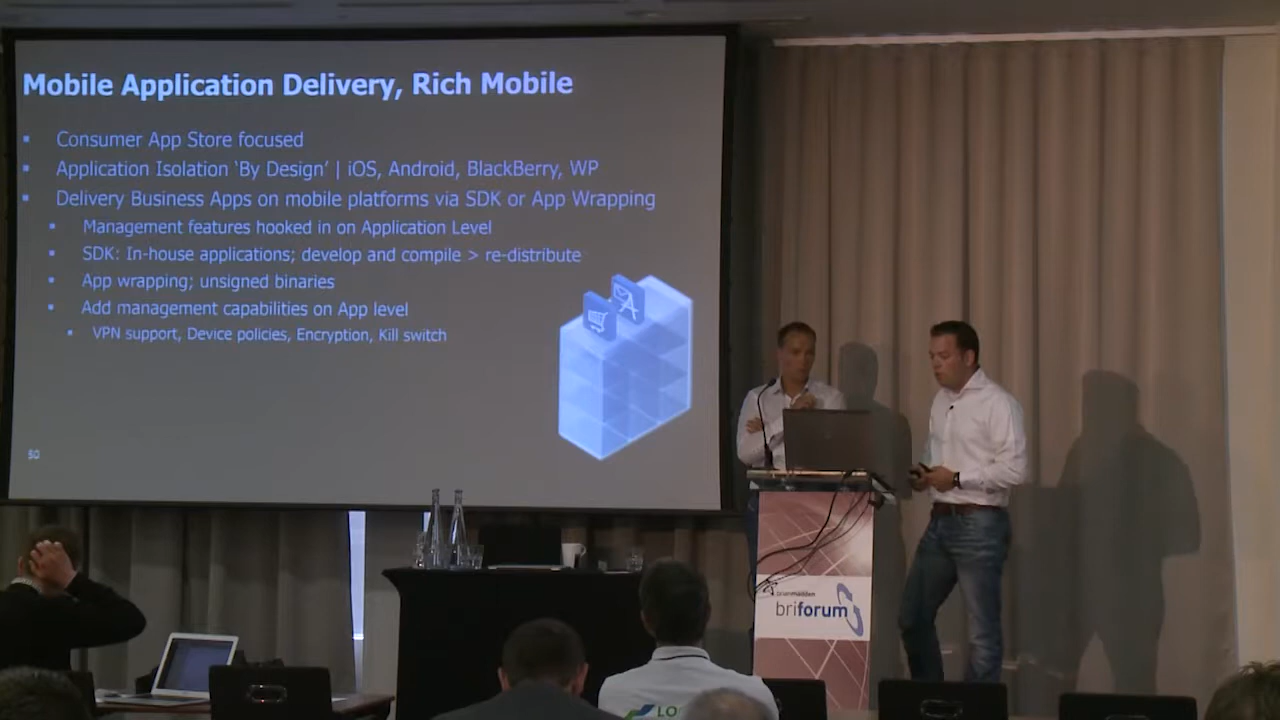 Mobile Application Delivery, Rich Mobile
Consumer App Store focused
Application Isolation ‘By Design’ | iOS, Android, BlackBerry, WP
Delivery Business Apps on mobile platforms via SDK or App Wrapping
Management features hooked in on Application Level
SDK: In-house applications; develop and compile > re-distribute
App wrapping; unsigned binaries
Add management capabilities on App level
VPN support, Device policies, Encryption, Kill switch
50
brianmadden
briforum
LO